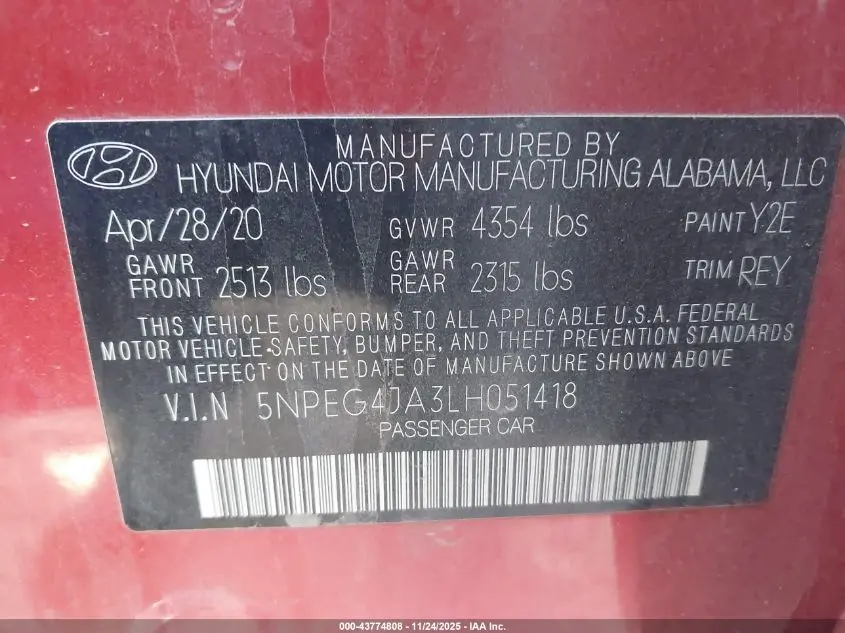 MANUFACTURED BY
HYUNDAI MOTOR MANUFACTURING ALABAMA, LLC
Apr/28/20 GVWR 4354 lbs PAINT Y2E
GAWR FRONT 2513 lbs GAWR REAR 2315 lbs TRIM REY
THIS VEHICLE CONFORMS TO ALL APPLICABLE U.S.A. FEDERAL
MOTOR VEHICLE SAFETY, BUMPER, AND THEFT PREVENTION STANDARDS
IN EFFECT ON THE DATE OF MANUFACTURE SHOWN ABOVE
V.I.N 5NPEG4JA3LH051418
PASSENGER CAR
000-43774808 - 11/24/2025 - IAA Inc.